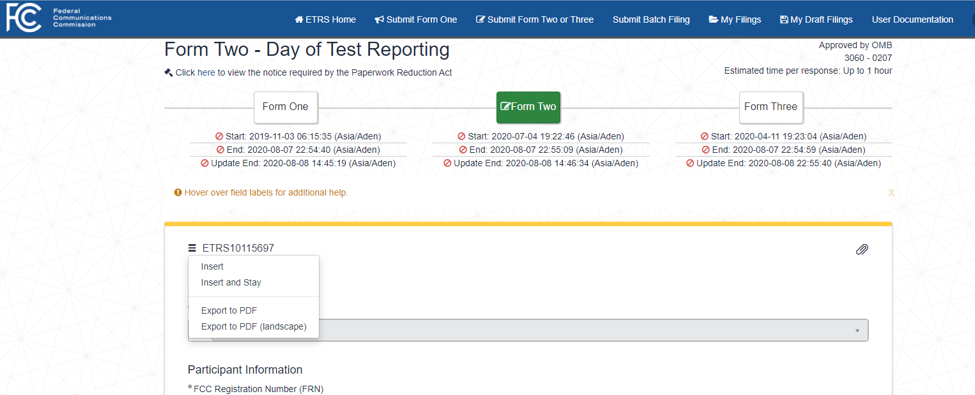 FCC Federal Communications Commission
ETRS Home Submit Form One Submit Form Two or Three Submit Batch Filing My Filings My Draft Filings User Documentation
Form Two - Day of Test Reporting
Approved by OMB
3060 - 0207
Estimated time per response: Up to 1 hour
Click here to view the notice required by the Paperwork Reduction Act
Form One
Start: 2019-11-03 06:15:35 (Asia/Aden)
End: 2020-08-07 22:54:40 (Asia/Aden)
Update End: 2020-08-08 14:45:19 (Asia/Aden)
Form Two
Start: 2020-07-04 19:22:46 (Asia/Aden)
End: 2020-08-07 22:55:09 (Asia/Aden)
Update End: 2020-08-08 14:46:34 (Asia/Aden)
Form Three
Start: 2020-04-11 19:23:04 (Asia/Aden)
End: 2020-08-07 22:54:59 (Asia/Aden)
Update End: 2020-08-08 22:55:40 (Asia/Aden)
Hover over field labels for additional help. x
ETRS10115697
Insert
Insert and Stay
Export to PDF
Export to PDF (landscape)
Participant Information
*FCC Registration Number (FRN)